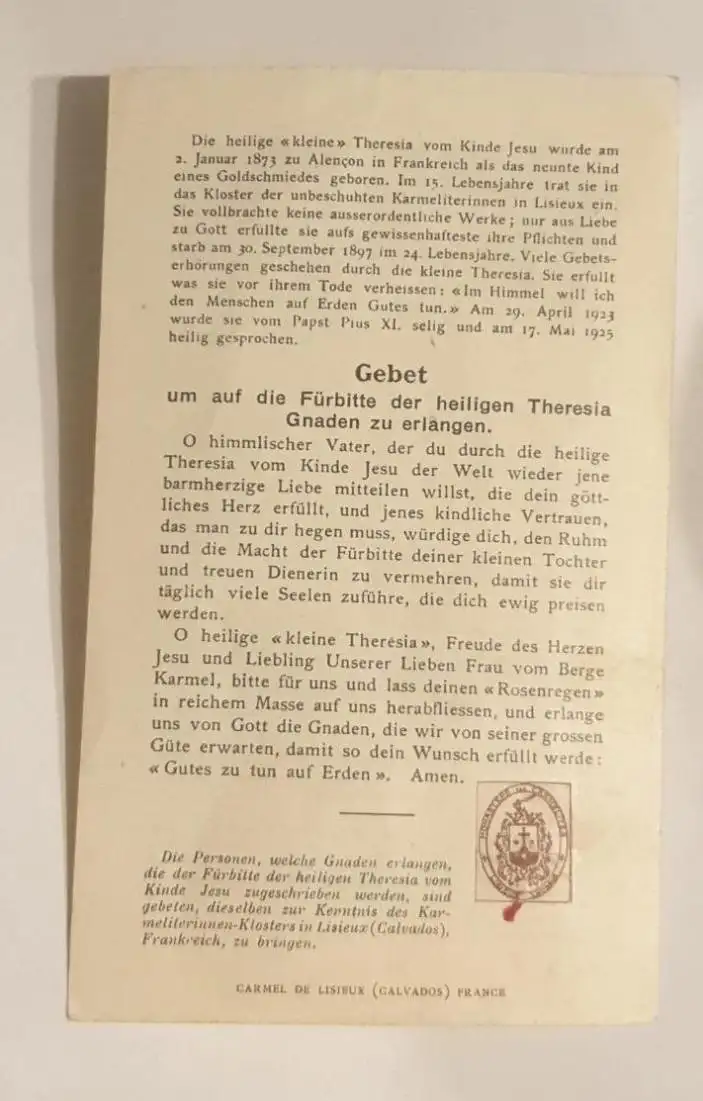 Die heilige «kleine» Theresia vom Kinde Jesu wurde am
2. Januar 1873 zu Alençon in Frankreich als das neunte Kind
eines Goldschmiedes geboren. Im 15. Lebensjahre trat sie in
das Kloster der unbeschuhten Karmeliterinnen in Lisieux ein.
Sie vollbrachte keine ausserordentliche Werke; nur aus Liebe
zu Gott erfüllte sie aufs gewissenhafteste ihre Pflichten und
starb am 30. September 1897 im 24. Lebensjahre. Viele Gebets-
erhörungen geschehen durch die kleine Theresia. Sie erfüllt
was sie vor ihrem Tode verheissen: «Im Himmel will ich
den Menschen auf Erden Gutes tun.» Am 29. April 1923
wurde sie vom Papst Pius XI. selig und am 17. Mai 1925
heilig gesprochen.
Gebet
um auf die Fürbitte der heiligen Theresia
Gnaden zu erlangen.
O himmlischer Vater, der du durch die heilige
Theresia vom Kinde Jesu der Welt wieder jene
barmherzige Liebe mitteilen willst, die dein gött-
liches Herz erfüllt, und jenes kindliche Vertrauen,
das man zu dir hegen muss, würdige dich, den Ruhm
und die Macht der Fürbitte deiner kleinen Tochter
und treuen Dienerin zu vermehren, damit sie dir
täglich viele Seelen zuführe, die dich ewig preisen
werden.
O heilige «kleine Theresia», Freude des Herzen
Jesu und Liebling Unserer Lieben Frau vom Berge
Karmel, bitte für uns und lass deinen «Rosenregen»
in reichem Masse auf uns herabfliessen, und erlange
uns von Gott die Gnaden, die wir von seiner grossen
Güte erwarten, damit so dein Wunsch erfüllt werde:
«Gutes zu tun auf Erden». Amen.
Die Personen, welche Gnaden erlangen,
die der Fürbitte der heiligen Theresia vom
Kinde Jesu zugeschrieben werden, sind
gebeten, dieselben zur Kenntnis des Kar-
meliterinnen-Klosters in Lisieux (Calvados),
Frankreich, zu bringen.
CARMEL DE LISIEUX (CALVADOS) FRANCE